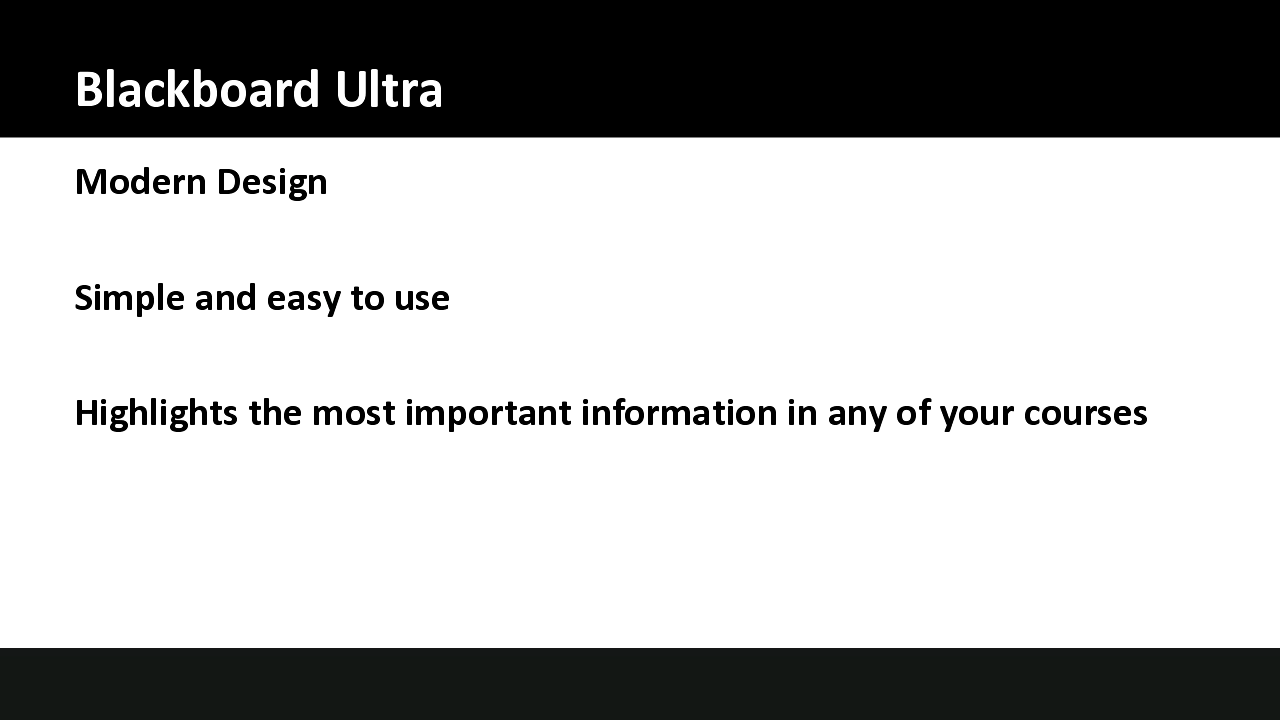 Blackboard Ultra
Modern Design
Simple and easy to use
Highlights the most important information in any of your courses